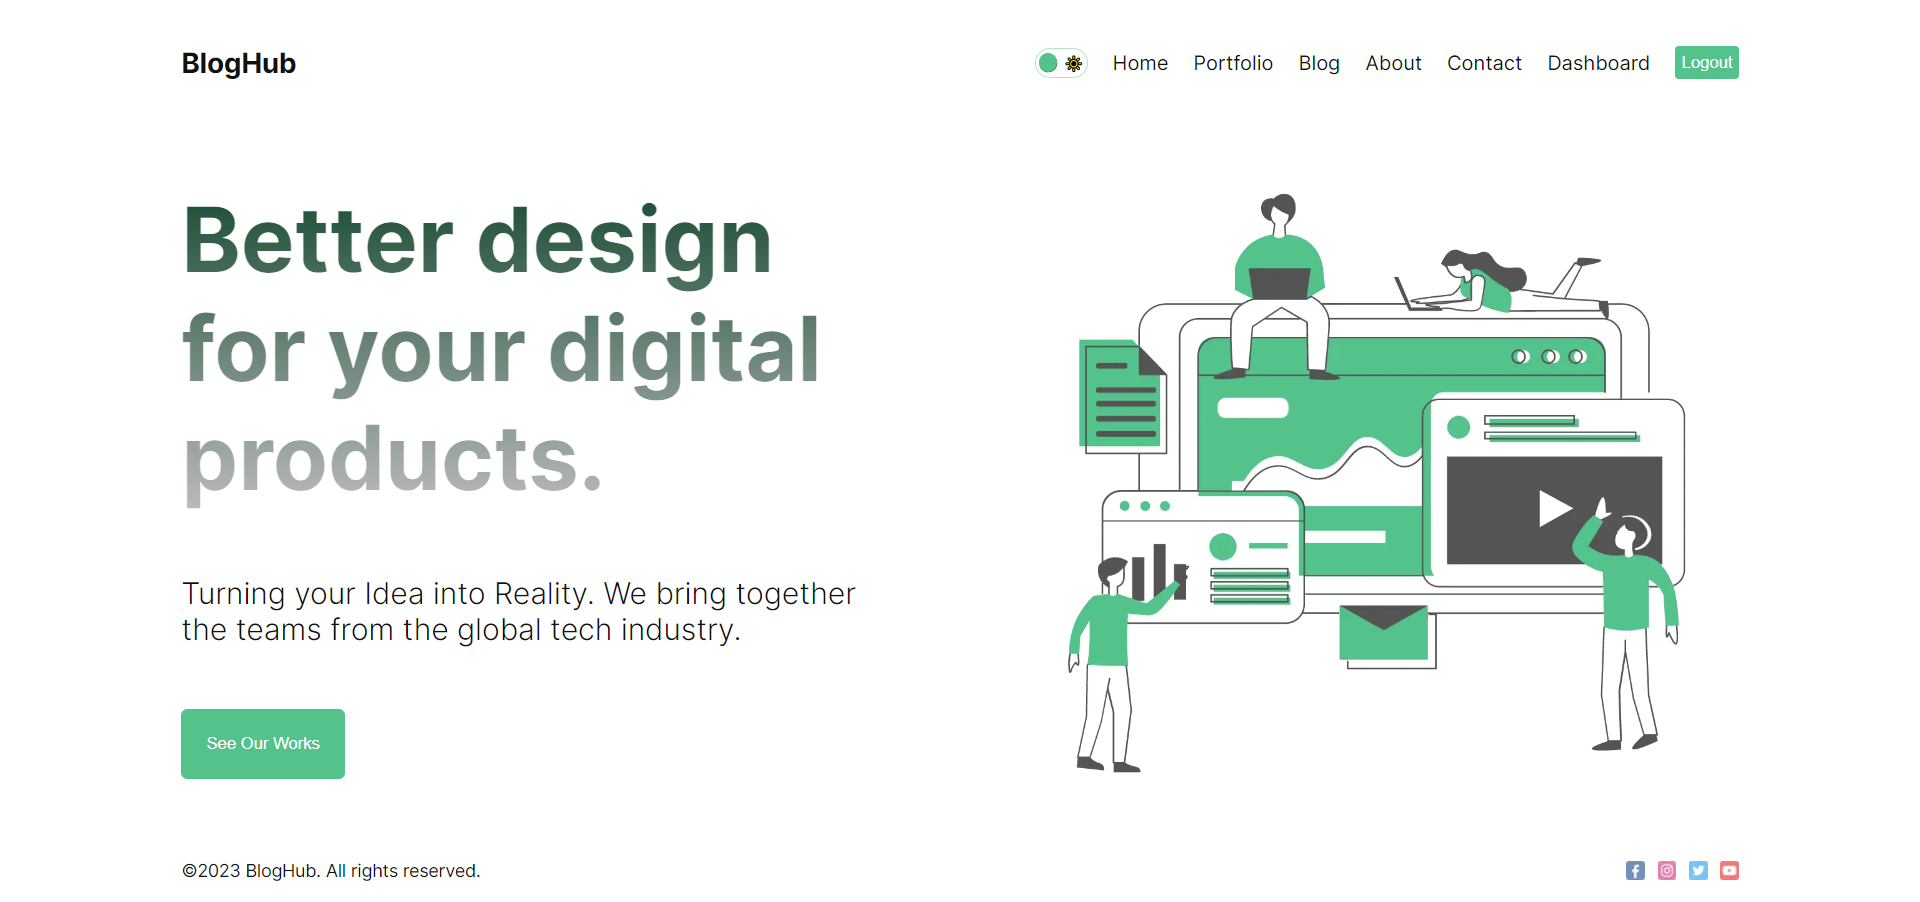 BlogHub
Home Portfolio Blog About Contact Dashboard Logout
Better design
for your digital
products.
Turning your Idea into Reality. We bring together
the teams from the global tech industry.
See Our Works
©2023 BlogHub. All rights reserved.